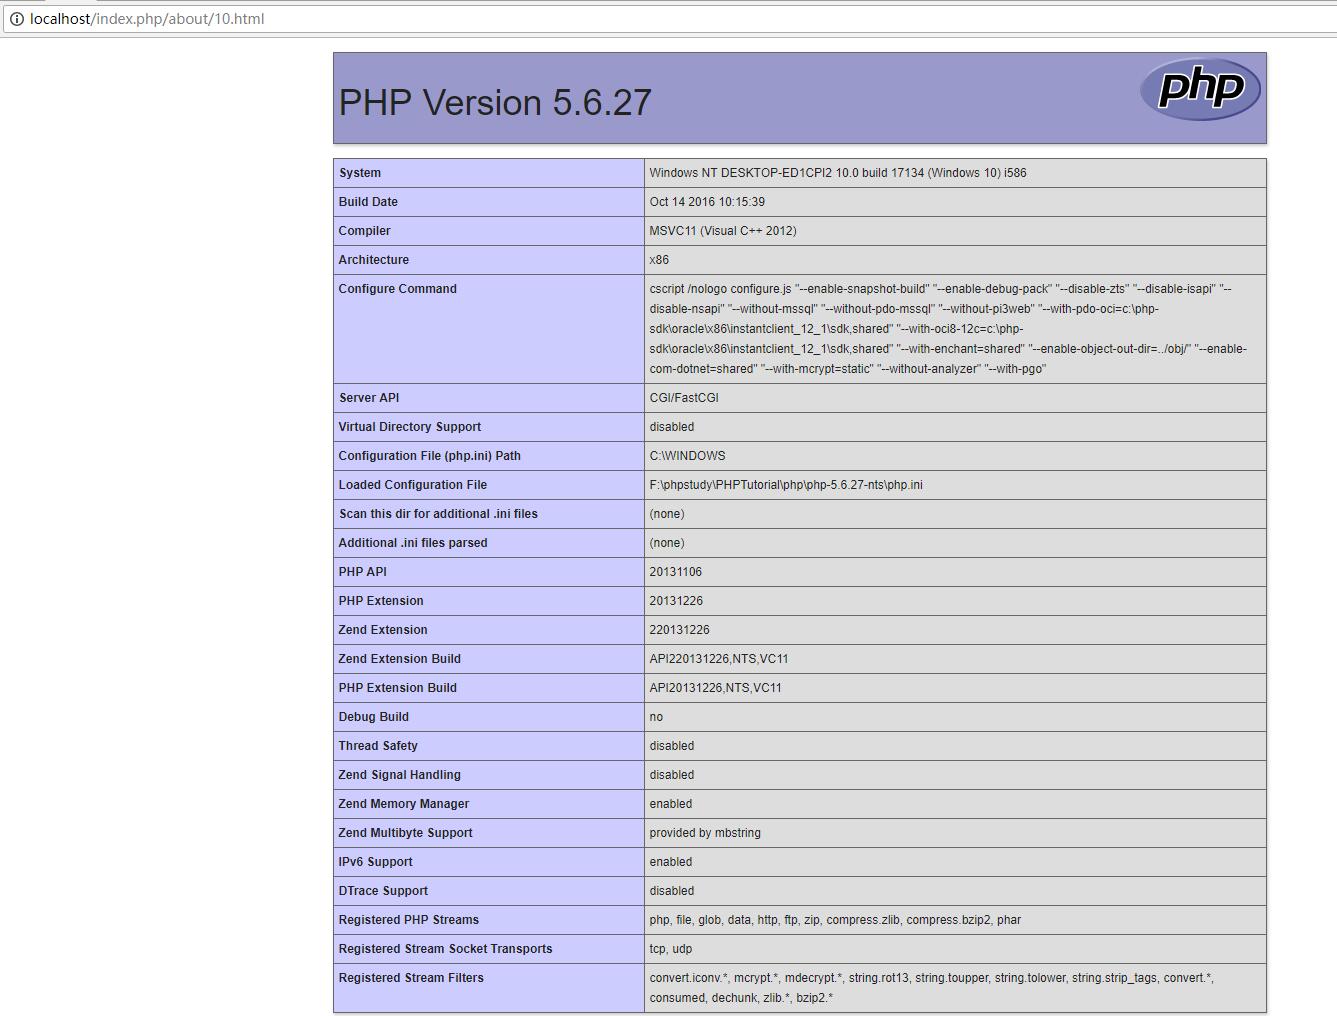 localhost/index.php/about/10.html
php
PHP Version 5.6.27
System Windows NT DESKTOP-ED1CPI2 10.0 build 17134 (Windows 10) i586
Build Date Oct 14 2016 10:15:39
Compiler MSVC11 (Visual C++ 2012)
Architecture x86
Configure Command cscript /nologo configure.js "--enable-snapshot-build" "--enable-debug-pack" "--disable-zts" "--disable-isapi" "--
disable-nsapi" "--without-mssql" "--without-pdo-mssql" "--without-pi3web" "--with-pdo-oci=c:\php-
sdk\oracle\x86\instantclient_12_1\sdk,shared" "--with-oci8-12c=c:\php-
sdk\oracle\x86\instantclient_12_1\sdk,shared" "--with-enchant=shared" "--enable-object-out-dir=../obj/" "--enable-
com-dotnet=shared" "--with-mcrypt=static" "--without-analyzer" "--with-pgo"
Server API CGI/FastCGI
Virtual Directory Support disabled
Configuration File (php.ini) Path C:\WINDOWS
Loaded Configuration File F:\phpstudy\PHPTutorial\php\php-5.6.27-nts\php.ini
Scan this dir for additional .ini files (none)
Additional .ini files parsed (none)
PHP API 20131106
PHP Extension 20131226
Zend Extension 220131226
Zend Extension Build API220131226,NTS,VC11
PHP Extension Build API20131226,NTS,VC11
Debug Build no
Thread Safety disabled
Zend Signal Handling disabled
Zend Memory Manager enabled
Zend Multibyte Support provided by mbstring
IPv6 Support enabled
DTrace Support disabled
Registered PHP Streams php, file, glob, data, http, ftp, zip, compress.zlib, compress.bzip2, phar
Registered Stream Socket Transports tcp, udp
Registered Stream Filters convert.iconv.*, mcrypt.*, mdecrypt.*, string.rot13, string.toupper, string.tolower, string.strip_tags, convert.*,
consumed, dechunk, zlib.*, bzip2.*